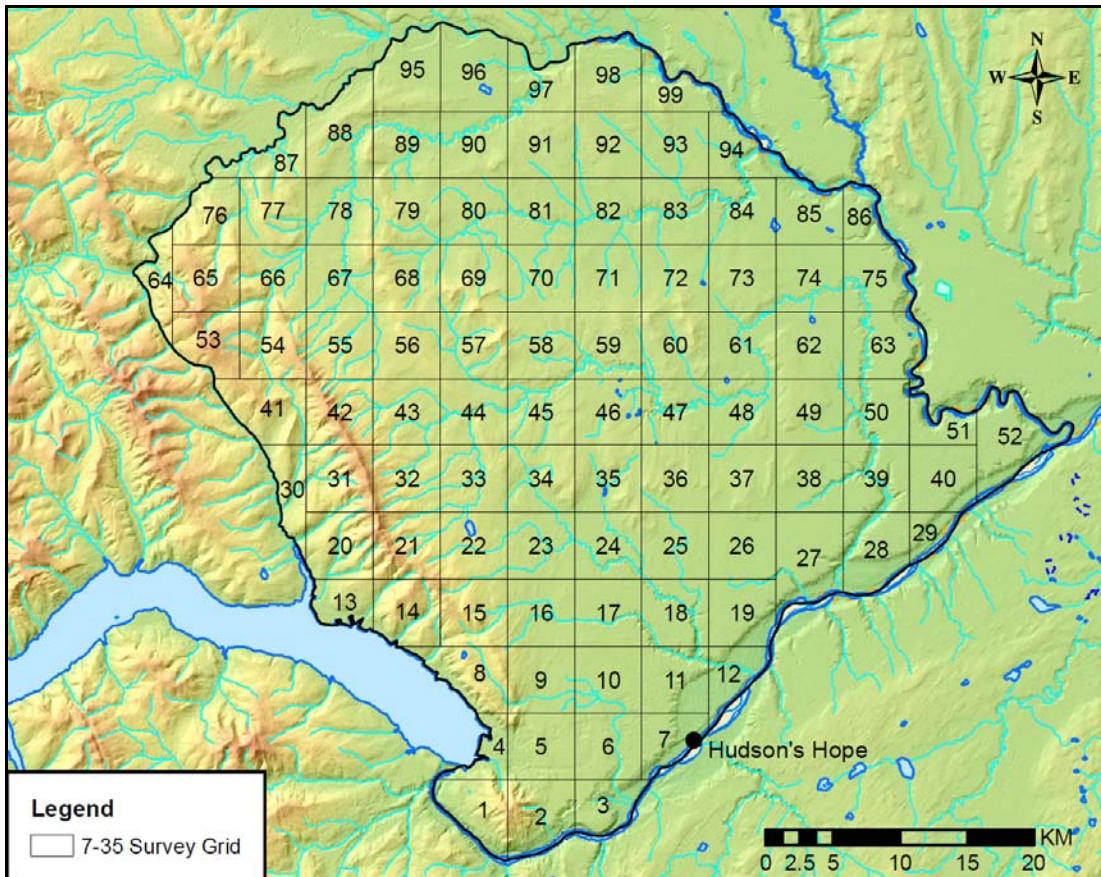 N
W E
S
95 96 97 98 99
87 88 89 90 91 92 93 94
76 77 78 79 80 81 82 83 84 85 86
64 65 66 67 68 69 70 71 72 73 74 75
53 54 55 56 57 58 59 60 61 62 63
41 42 43 44 45 46 47 48 49 50 51 52
30 31 32 33 34 35 36 37 38 39 40
20 21 22 23 24 25 26 27 28 29
13 14 15 16 17 18 19
8 9 10 11 12
4 5 6 7 Hudson's Hope
1 2 3
Legend
7-35 Survey Grid
KM
0 2.5 5 10 15 20